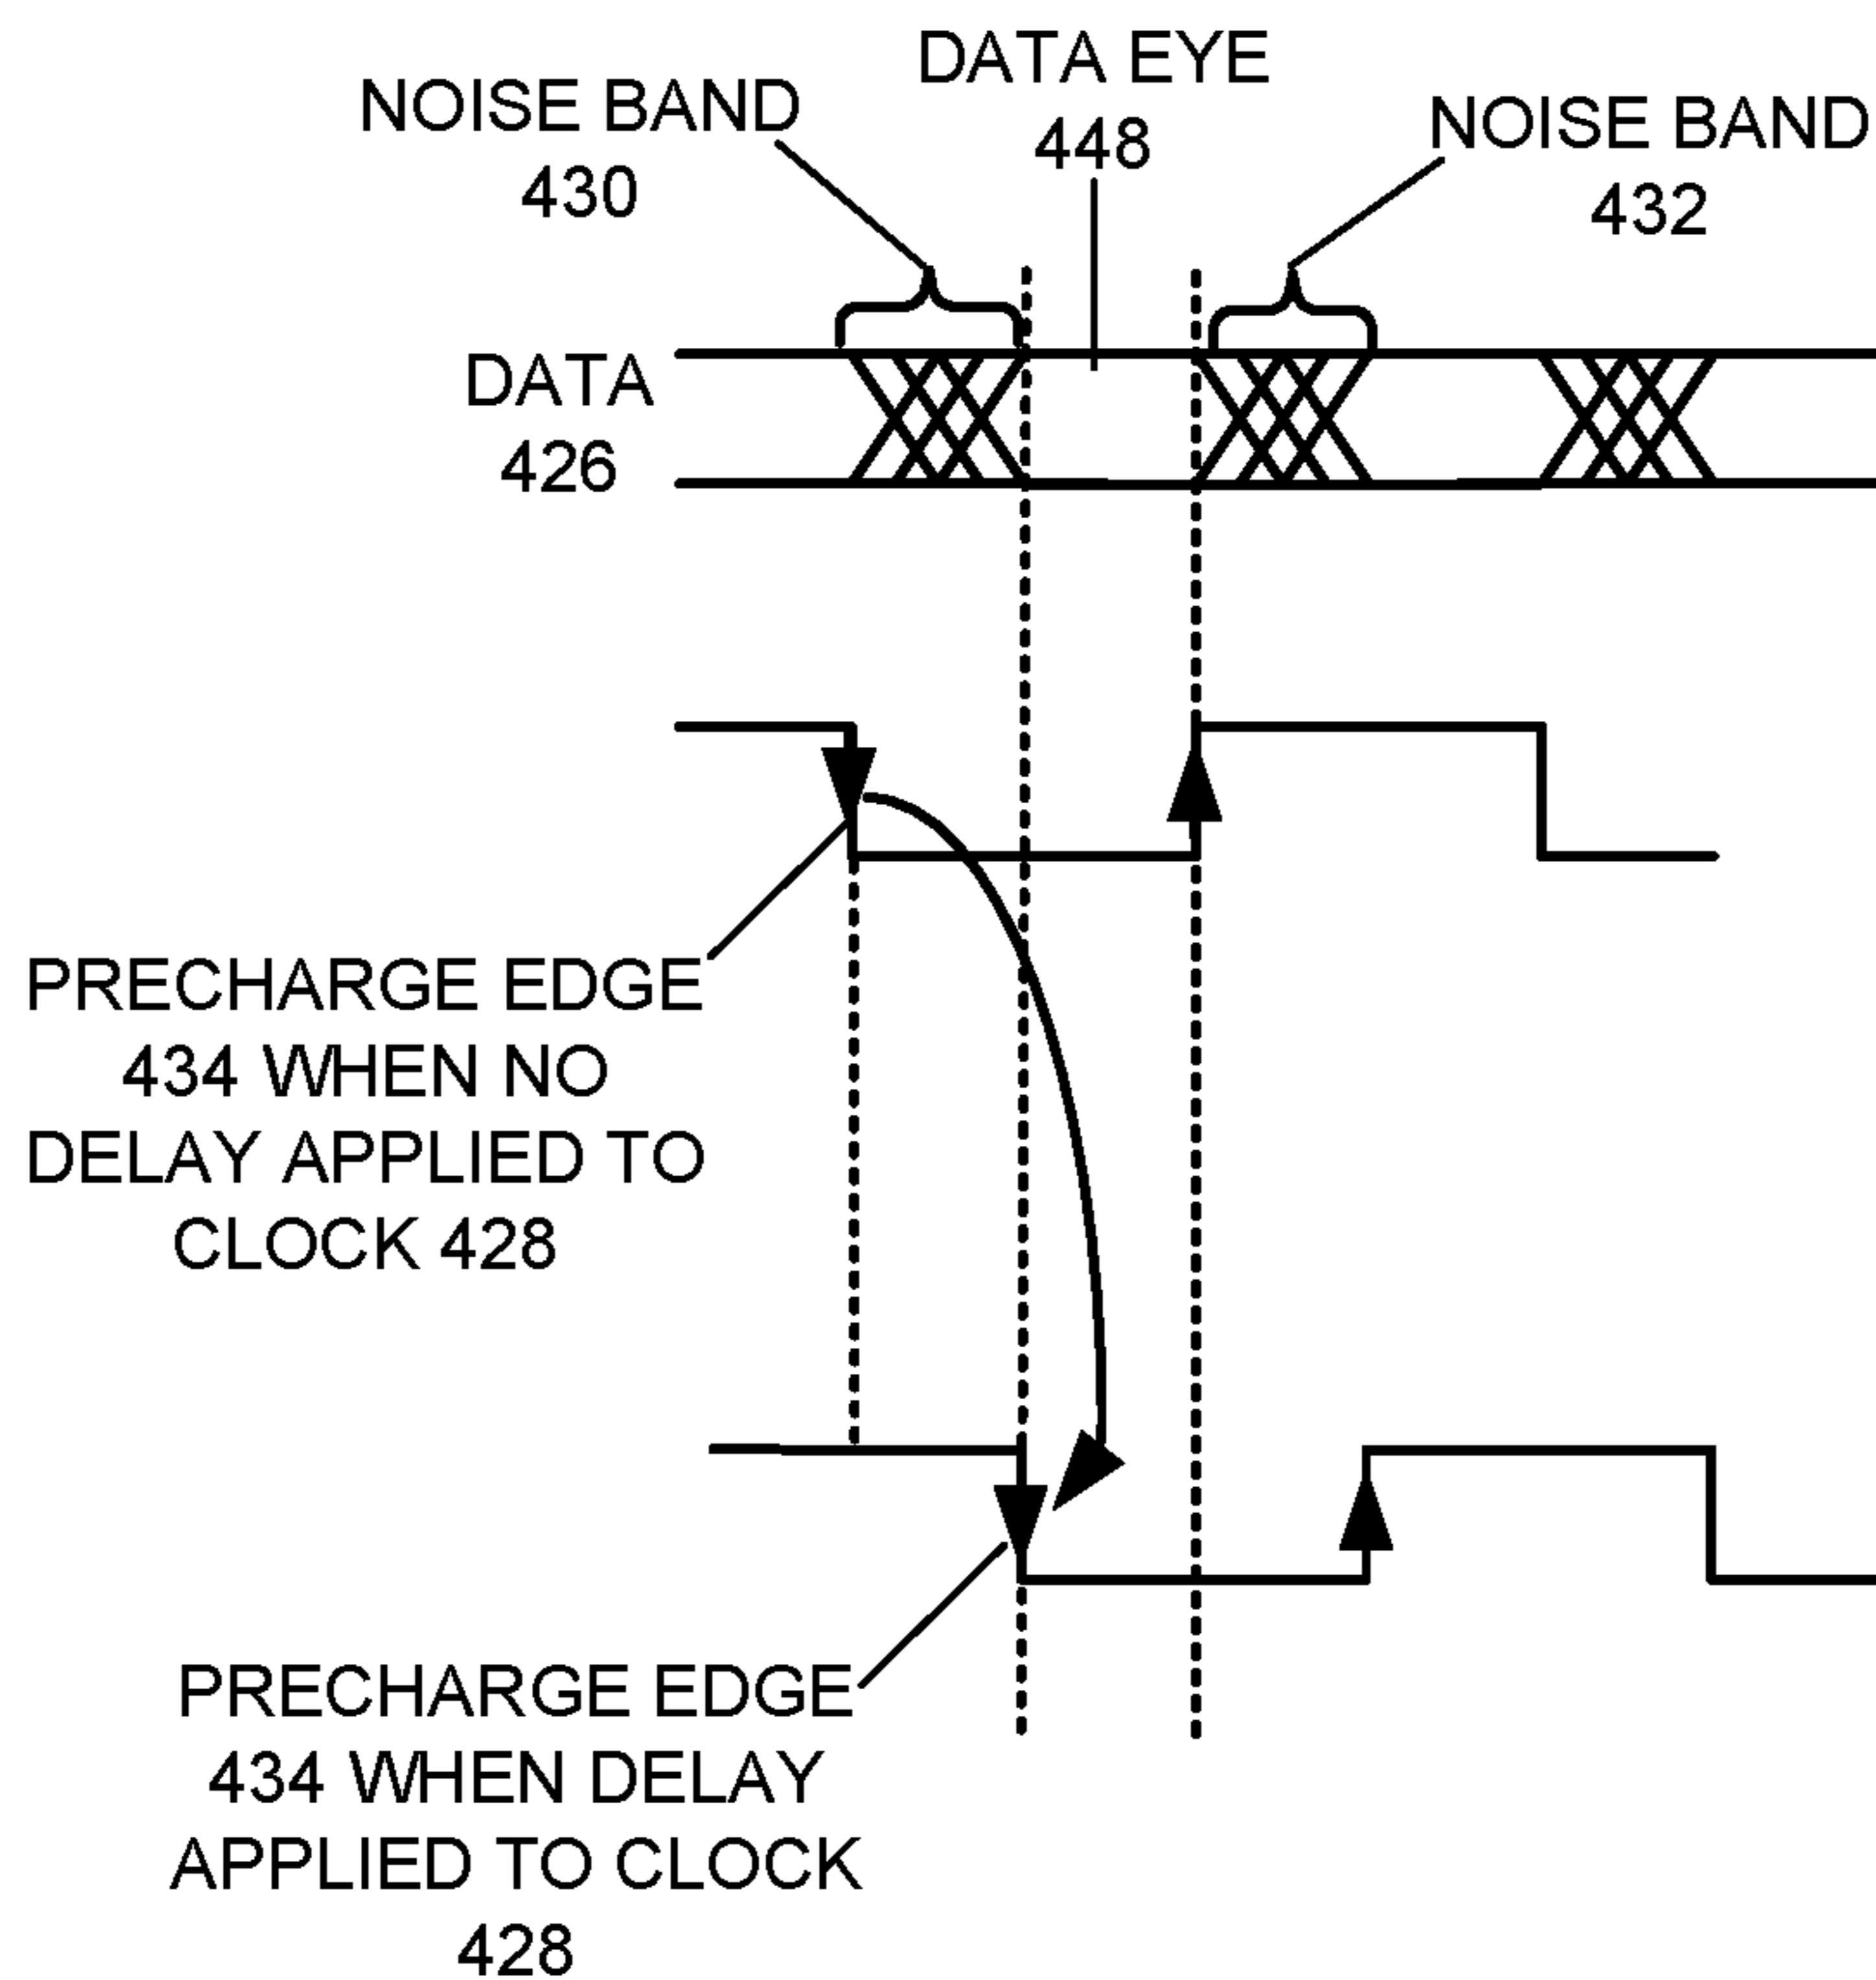 DATA EYE
448
NOISE BAND
430
NOISE BAND
432
DATA
426
PRECHARGE EDGE
434 WHEN NO
DELAY APPLIED TO
CLOCK 428
PRECHARGE EDGE
434 WHEN DELAY
APPLIED TO CLOCK
428